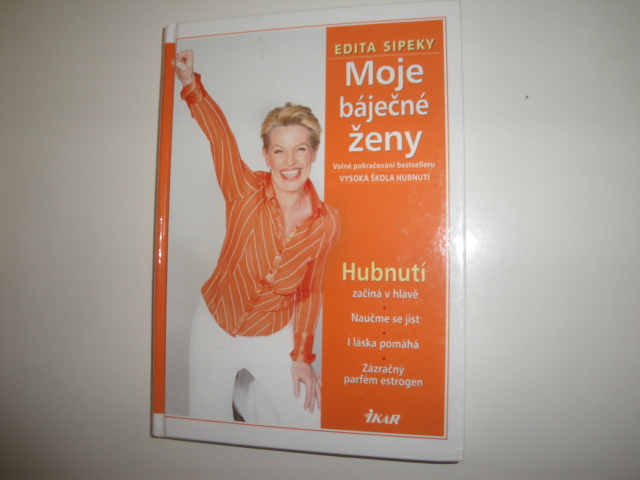 EDITA SIPEKY
Moje
báječné
ženy
Volné pokračování bestselleru
VYSOKÁ ŠKOLA HUBNUTÍ
Hubnutí
začíná v hlavě
Naučme se jíst
I láska pomáhá
Zázračný
parfém estrogen
IKAR